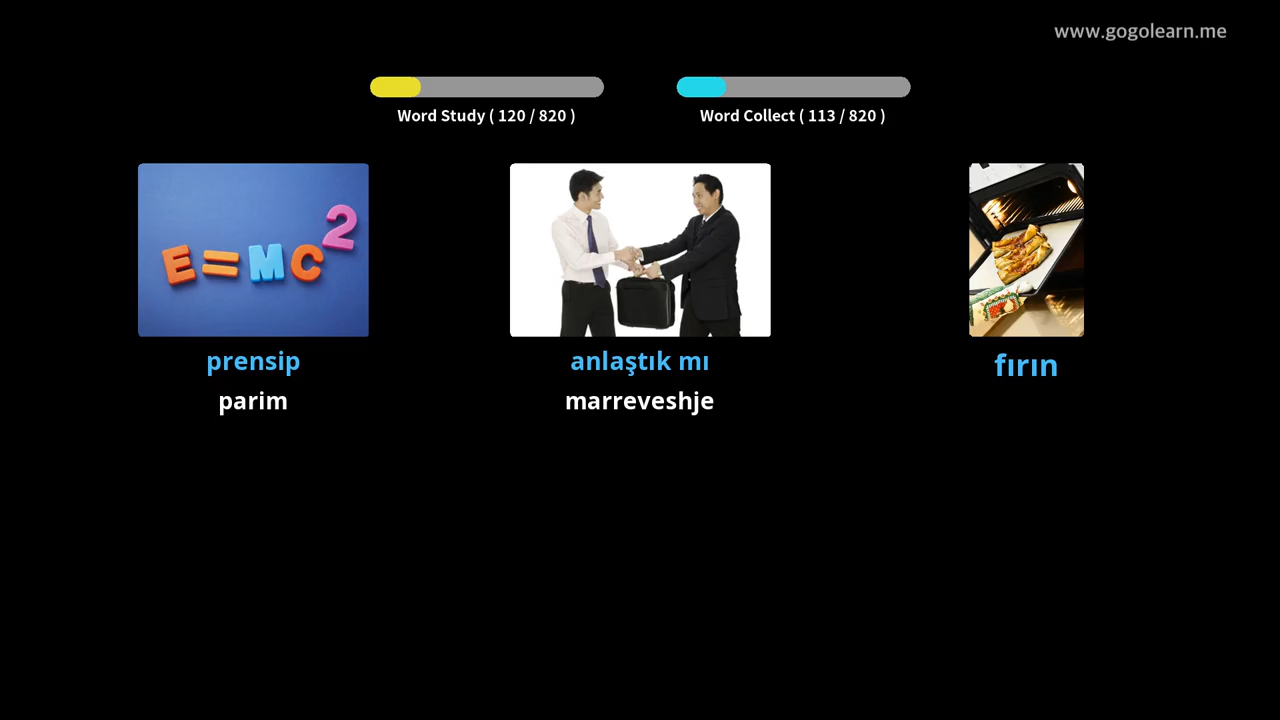 www.gogolearn.me
Word Study ( 120 / 820 )
Word Collect ( 113 / 820 )
E=MC2
prensip
parim
anlaştık mı
marreveshje
fırın